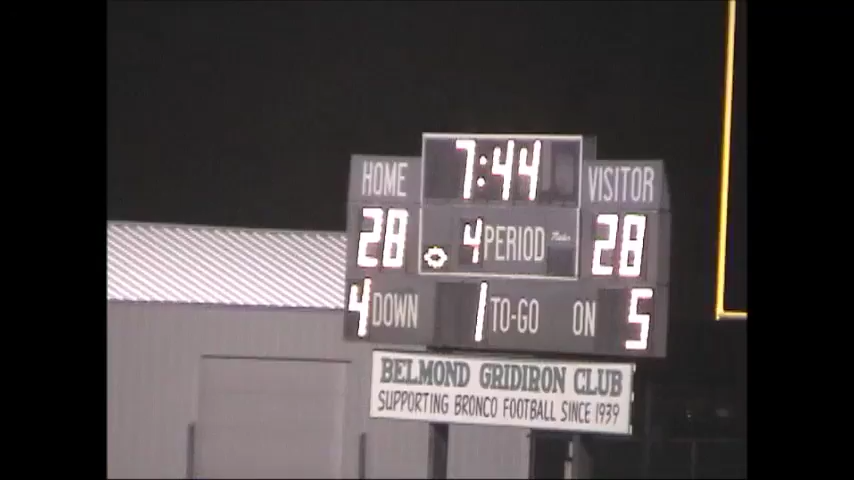 7:44
HOME VISITOR
28 4 PERIOD 28
4 DOWN 1 TO-GO ON 5
BELMOND GRIDIRON CLUB
SUPPORTING BRONCO FOOTBALL SINCE 1939